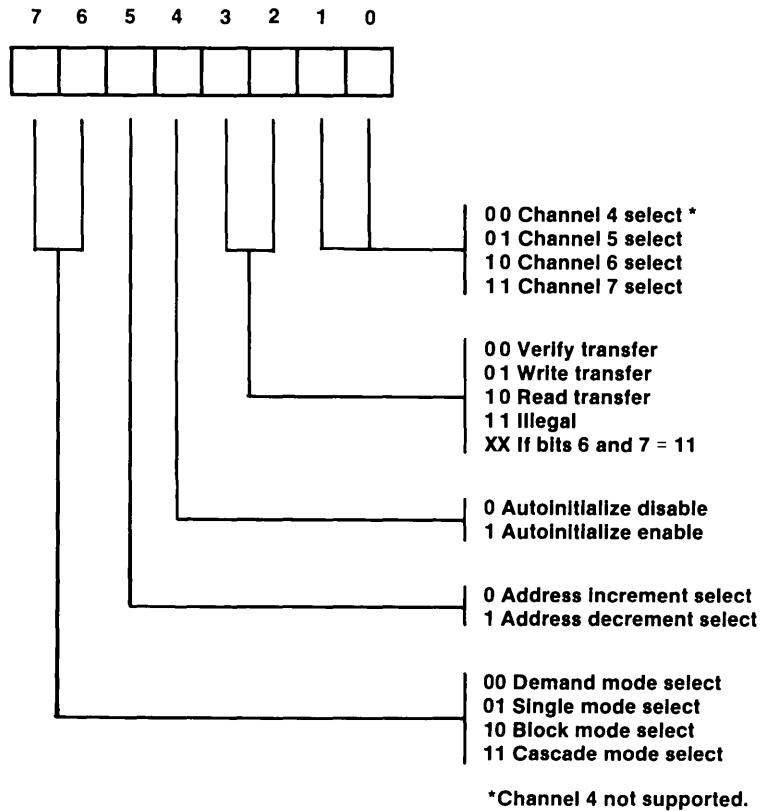 7 6 5 4 3 2 1 0
0 0 Channel 4 select *
0 1 Channel 5 select
1 0 Channel 6 select
1 1 Channel 7 select
0 0 Verify transfer
0 1 Write transfer
1 0 Read transfer
1 1 Illegal
XX If bits 6 and 7 = 11
0 Autoinitialize disable
1 Autoinitialize enable
0 Address increment select
1 Address decrement select
00 Demand mode select
01 Single mode select
10 Block mode select
11 Cascade mode select
*Channel 4 not supported.